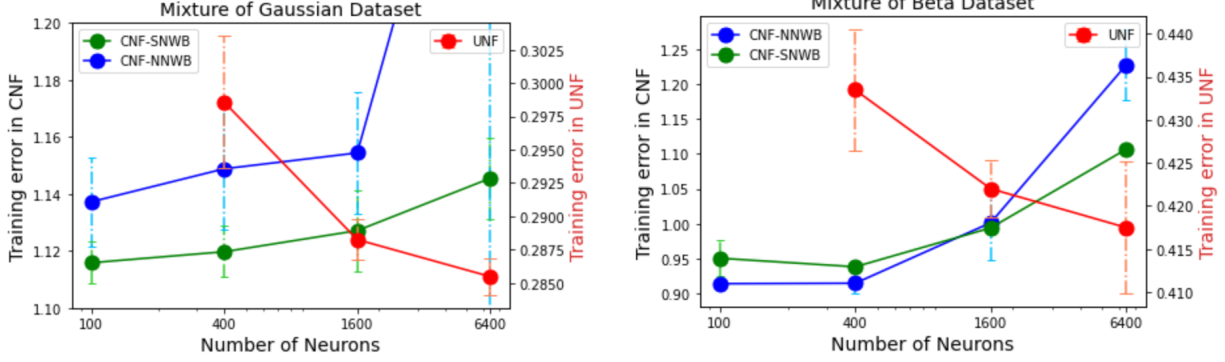 Mixture of Gaussian Dataset
1.20
1.18
1.16
1.14
1.12
1.10
Training error in CNF
CNF-SNWB
CNF-NNWB
UNF
0.3025
0.3000
0.2975
0.2950
0.2925
0.2900
0.2875
0.2850
Training error in UNF
100
400
1600
6400
Number of Neurons
Mixture of Beta Dataset
1.25
1.20
1.15
1.10
1.05
1.00
0.95
0.90
Training error in CNF
CNF-NNWB
CNF-SNWB
UNF
0.440
0.435
0.430
0.425
0.420
0.415
0.410
Training error in UNF
100
400
1600
6400
Number of Neurons